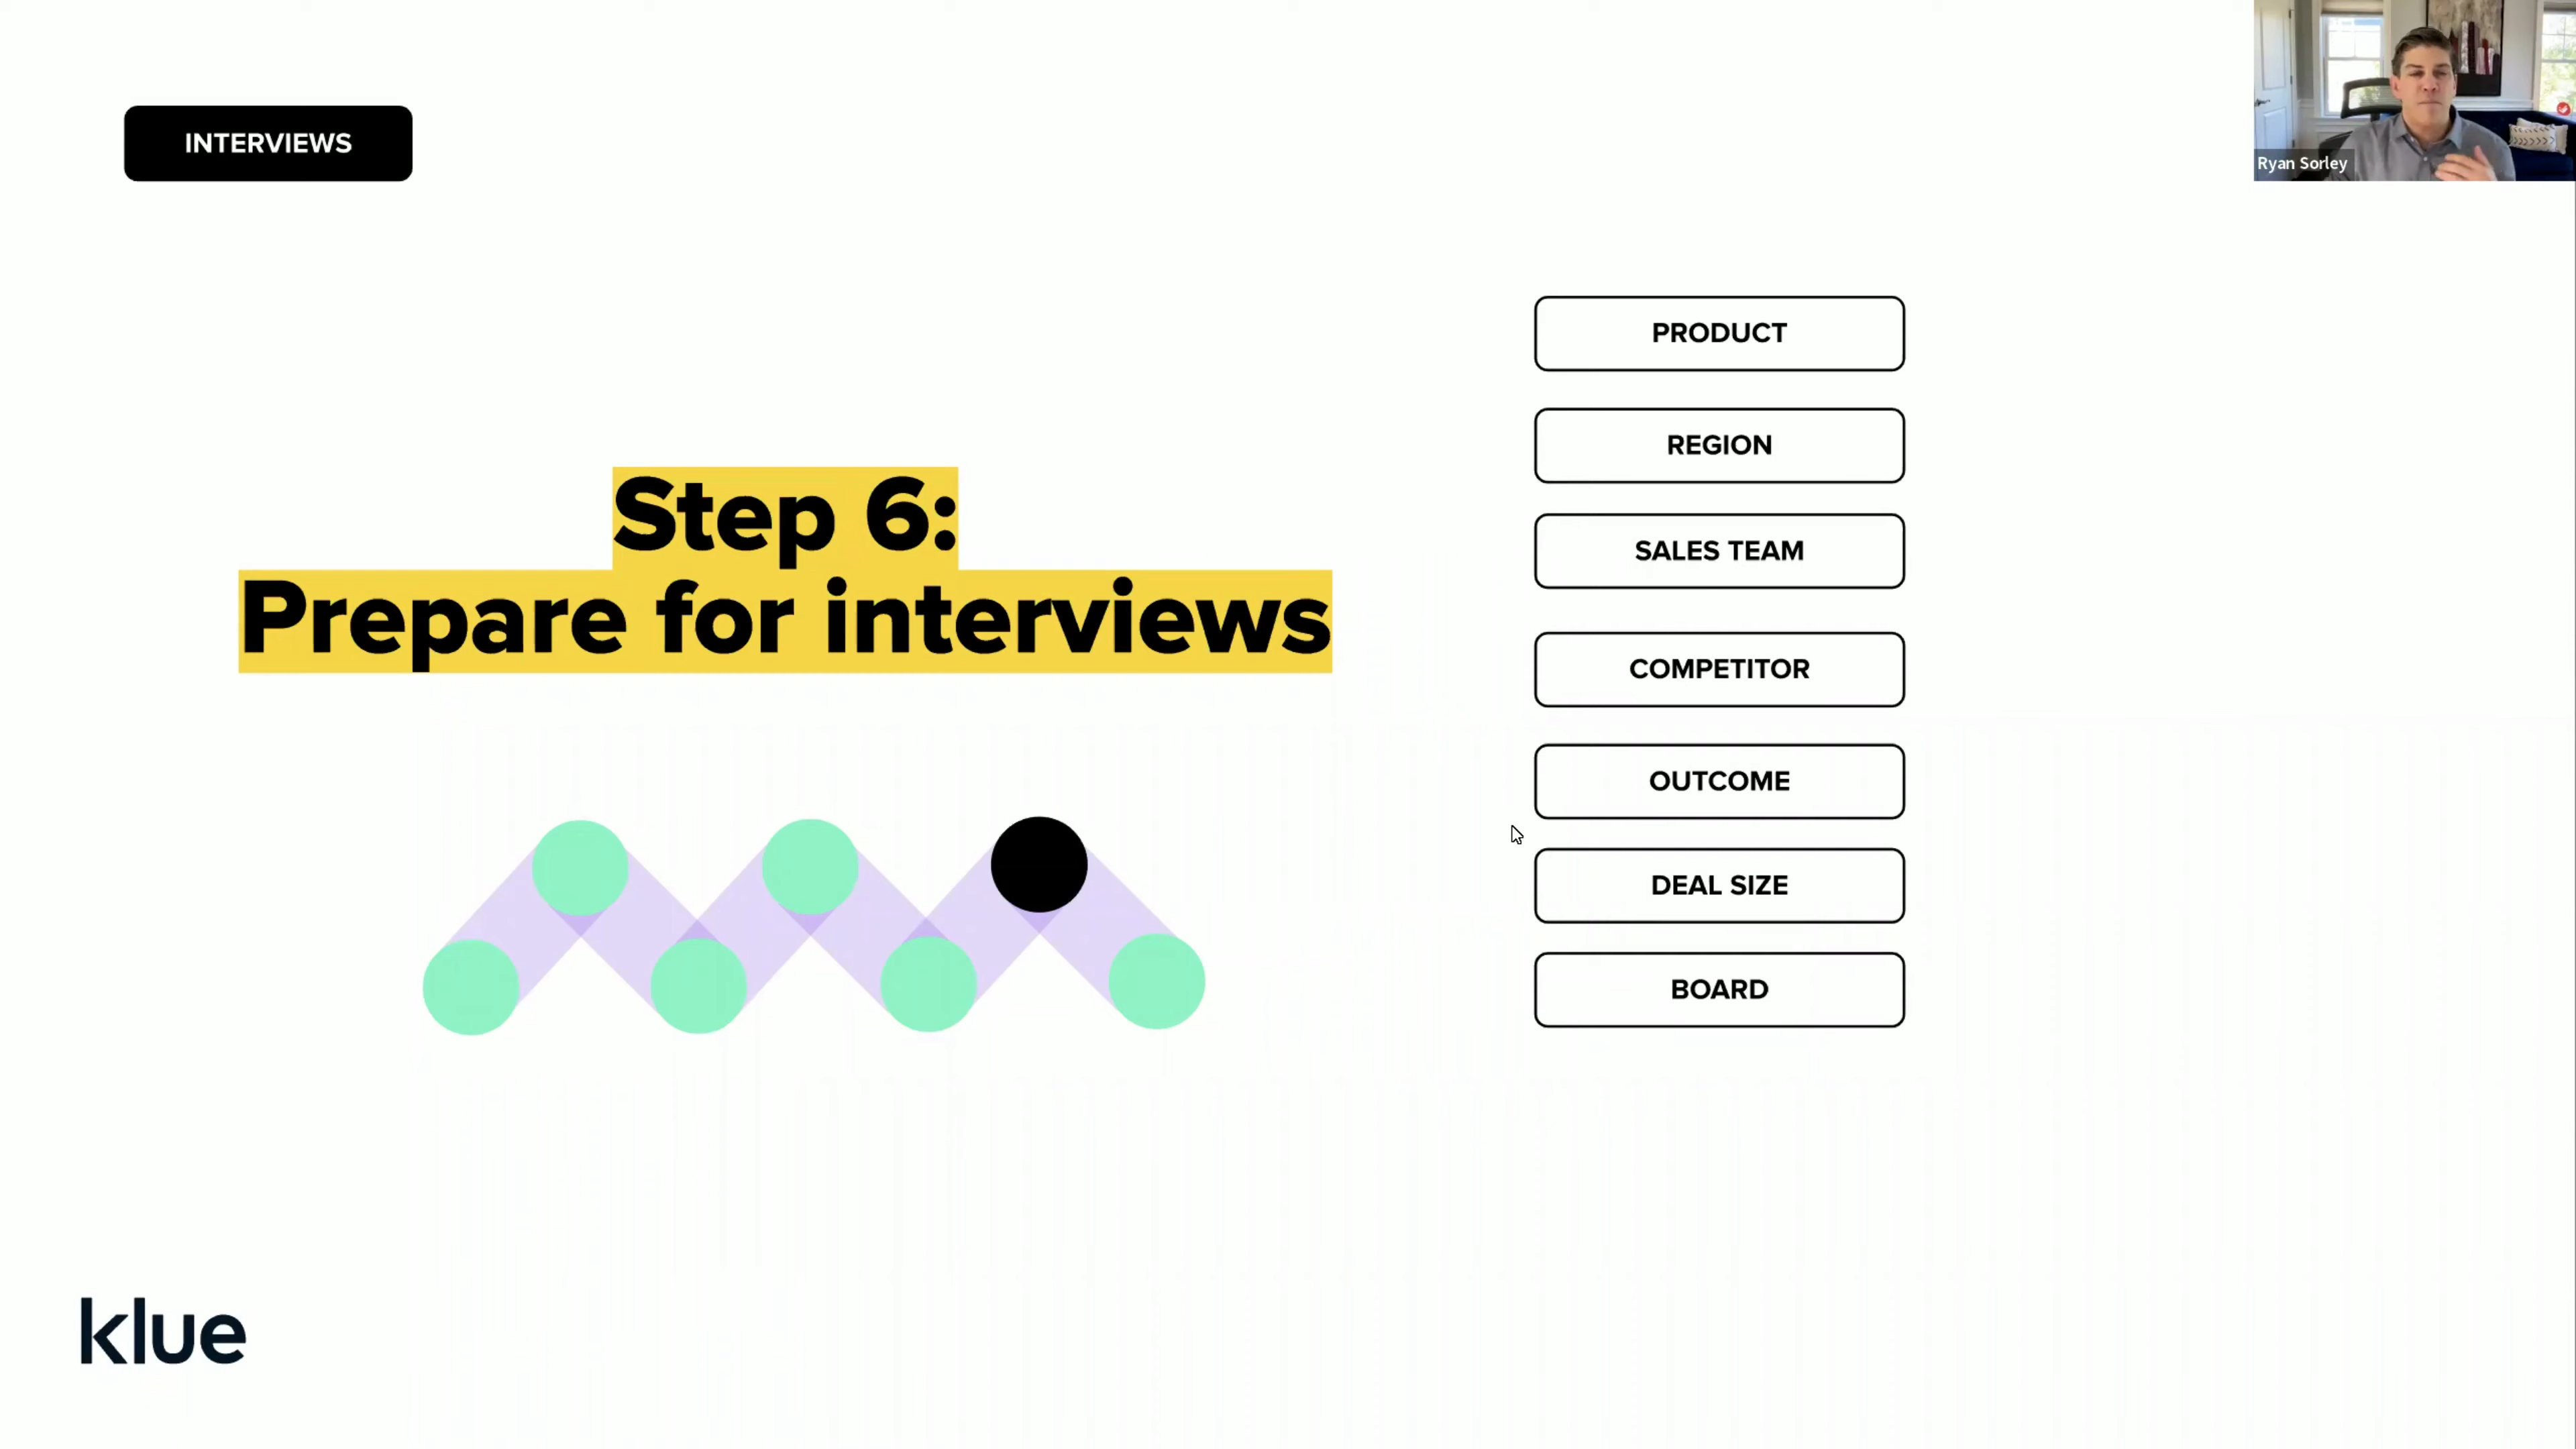 INTERVIEWS
Ryan Sorley
Step 6:
Prepare for interviews
PRODUCT
REGION
SALES TEAM
COMPETITOR
OUTCOME
DEAL SIZE
BOARD
klue